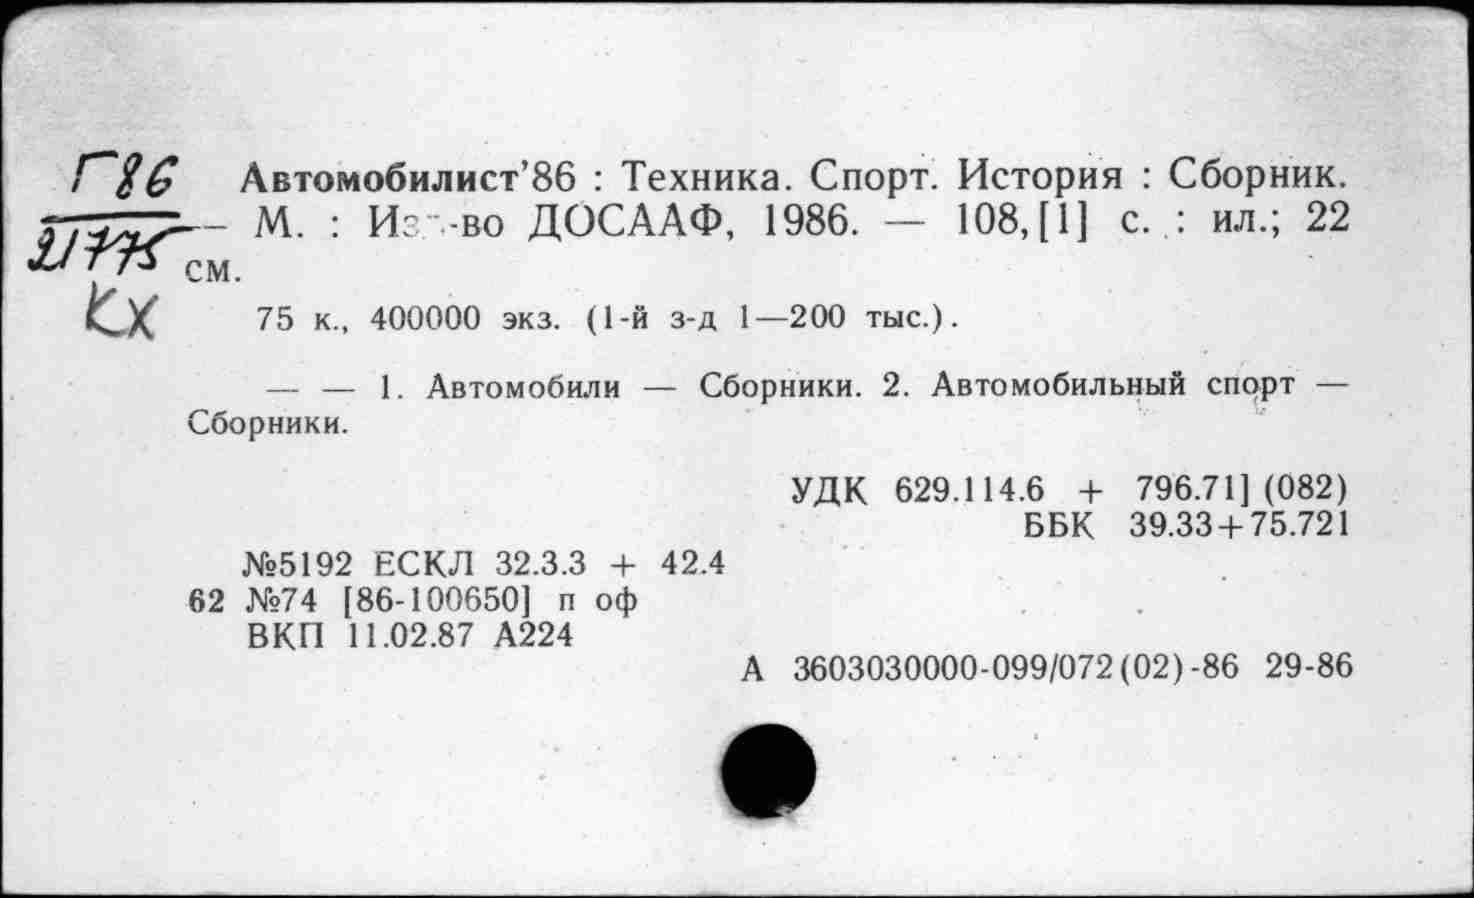 Г86 Автомобилист’86 : Техника. Спорт. История : Сборник.
— М. : Изд-во ДОСААФ, 1986. — 108,[1] с. : ил.; 22
см.
75 к., 400000 экз. (1-й з-д 1—200 тыс.).
— — 1. Автомобили — Сборники. 2. Автомобильный спорт —
Сборники.
УДК 629.114.6 + 796.71] (082)
ББК 39.33+75.721
№5192 ЕСКЛ 32.3.3 + 42.4
62 №74 [86-100650] п оф
ВКП 11.02.87 А224
А 3603030000-099/072(02)-86 29-86